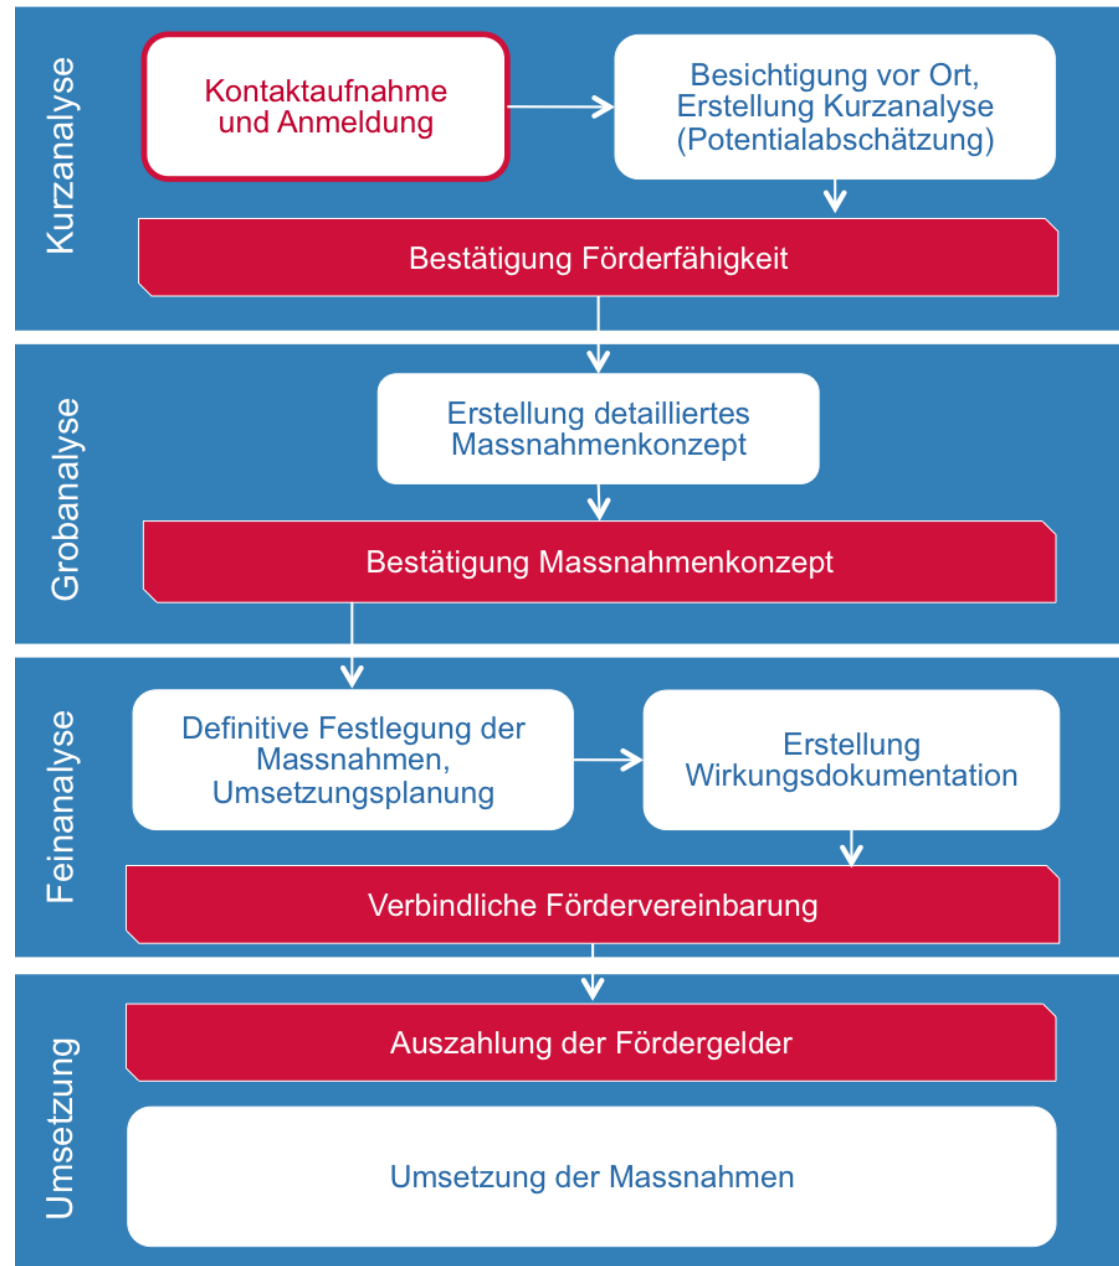 Kurzanalyse
Kontaktaufnahme
und Anmeldung
Besichtigung vor Ort,
Erstellung Kurzanalyse
(Potentialabschätzung)
Bestätigung Förderfähigkeit
Grobanalyse
Erstellung detailliertes
Massnahmenkonzept
Bestätigung Massnahmenkonzept
Feinanalyse
Definitive Festlegung der
Massnahmen,
Umsetzungsplanung
Erstellung
Wirkungsdokumentation
Verbindliche Fördervereinbarung
Umsetzung
Auszahlung der Fördergelder
Umsetzung der Massnahmen